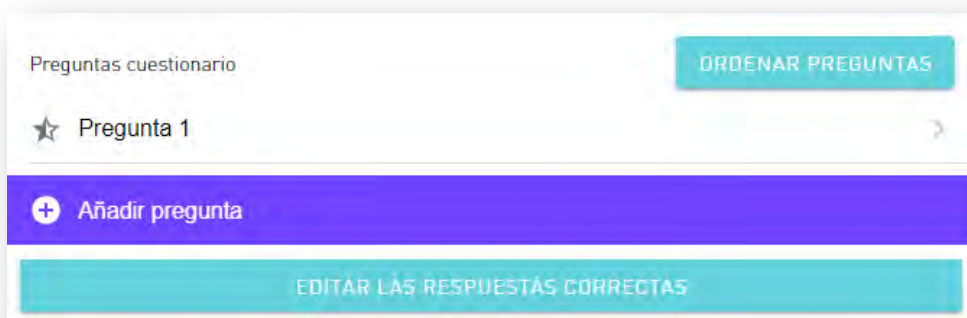 Preguntas cuestionario
ORDENAR PREGUNTAS
Pregunta 1
Añadir pregunta
EDITAR LAS RESPUESTAS CORRECTAS